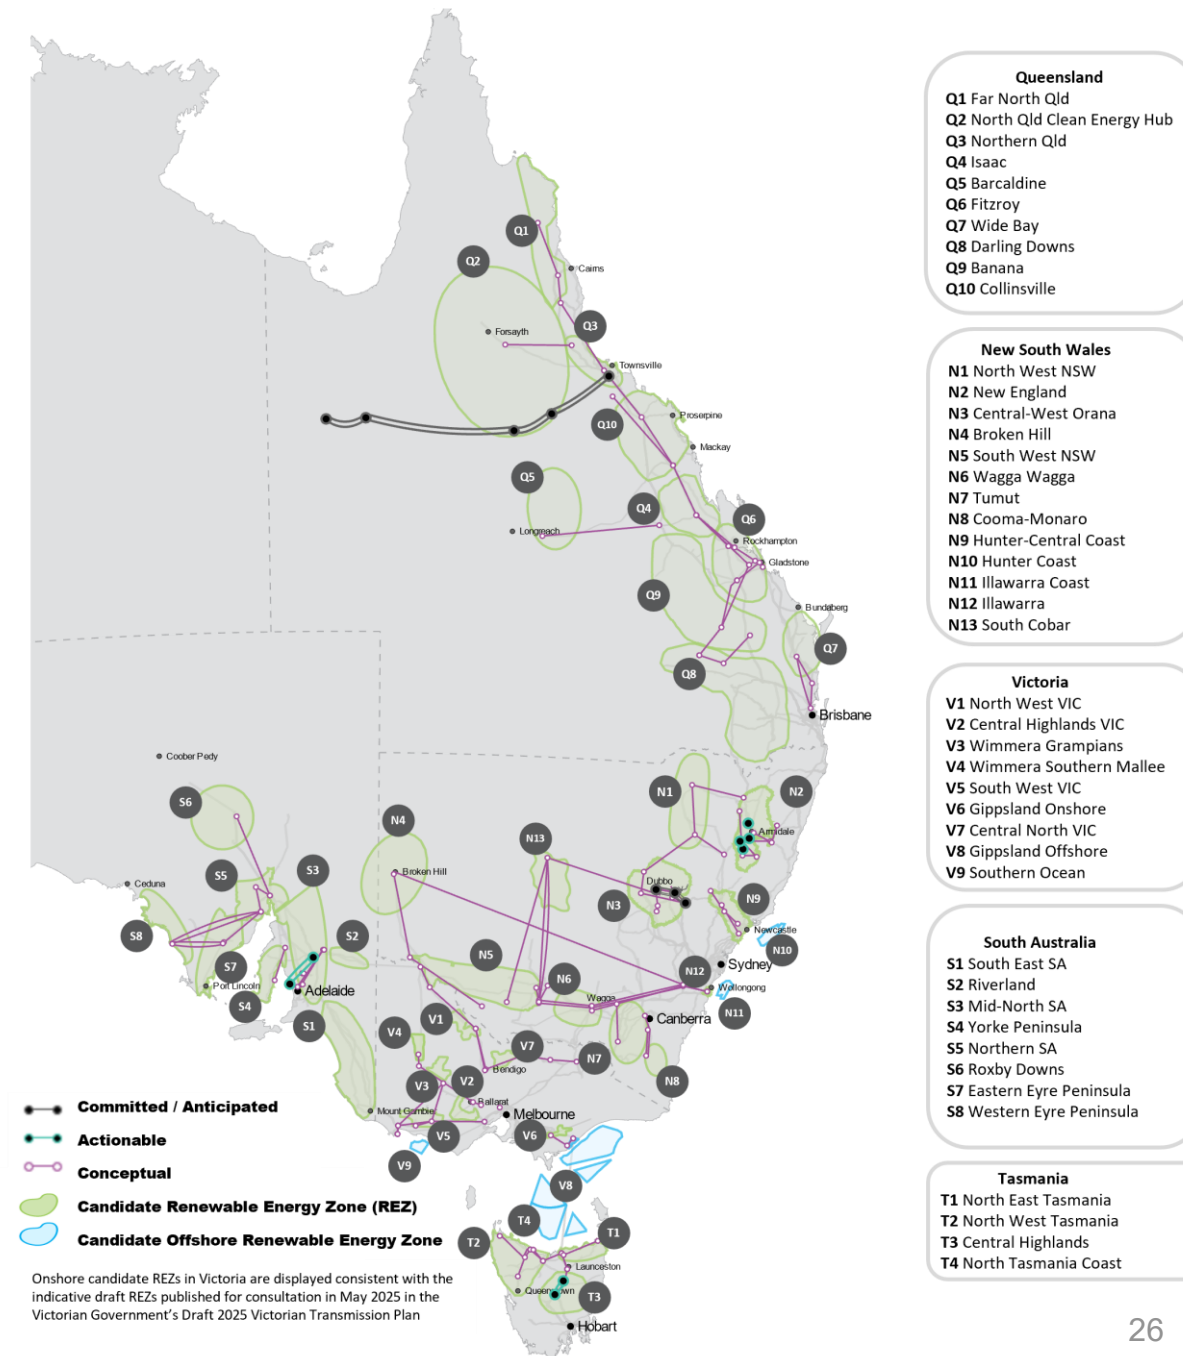 Queensland
Q1 Far North Qld
Q2 North Qld Clean Energy Hub
Q3 Northern Qld
Q4 Isaac
Q5 Barcaldine
Q6 Fitzroy
Q7 Wide Bay
Q8 Darling Downs
Q9 Banana
Q10 Collinsville
New South Wales
N1 North West NSW
N2 New England
N3 Central-West Orana
N4 Broken Hill
N5 South West NSW
N6 Wagga Wagga
N7 Tumut
N8 Cooma-Monaro
N9 Hunter-Central Coast
N10 Hunter Coast
N11 Illawarra Coast
N12 Illawarra
N13 South Cobar
Victoria
V1 North West VIC
V2 Central Highlands VIC
V3 Wimmera Grampians
V4 Wimmera Southern Mallee
V5 South West VIC
V6 Gippsland Onshore
V7 Central North VIC
V8 Gippsland Offshore
V9 Southern Ocean
South Australia
S1 South East SA
S2 Riverland
S3 Mid-North SA
S4 Yorke Peninsula
S5 Northern SA
S6 Roxby Downs
S7 Eastern Eyre Peninsula
S8 Western Eyre Peninsula
Tasmania
T1 North East Tasmania
T2 North West Tasmania
T3 Central Highlands
T4 North Tasmania Coast
Q1
Q2
Cairns
Q3
Forsyth
Townsville
Q10
Proserpine
Mackay
Q5
Q4
Q6
Longreach
Rockhampton
Gladstone
Q9
Bundaberg
Q7
Q8
Brisbane
Coober Pedy
S6
N1
N2
N4
N13
Armidale
S5
S3
Broken Hill
Dubbo
Ceduna
N3
N9
S8
S2
Newcastle
N10
N5
Sydney
S7
N12
N6
Port Lincoln
Adelaide
Wollongong
S4
Wagga
N11
S1
V1
Canberra
V4
V7
N7
Bendigo
V3
V2
N8
Ballarat
Mount Gambier
Melbourne
V5
V6
V9
V8
T4
T2
T1
Launceston
Queenstown
T3
Hobart
Committed / Anticipated
Actionable
Conceptual
Candidate Renewable Energy Zone (REZ)
Candidate Offshore Renewable Energy Zone
Onshore candidate REZs in Victoria are displayed consistent with the
indicative draft REZs published for consultation in May 2025 in the
Victorian Government's Draft 2025 Victorian Transmission Plan
26